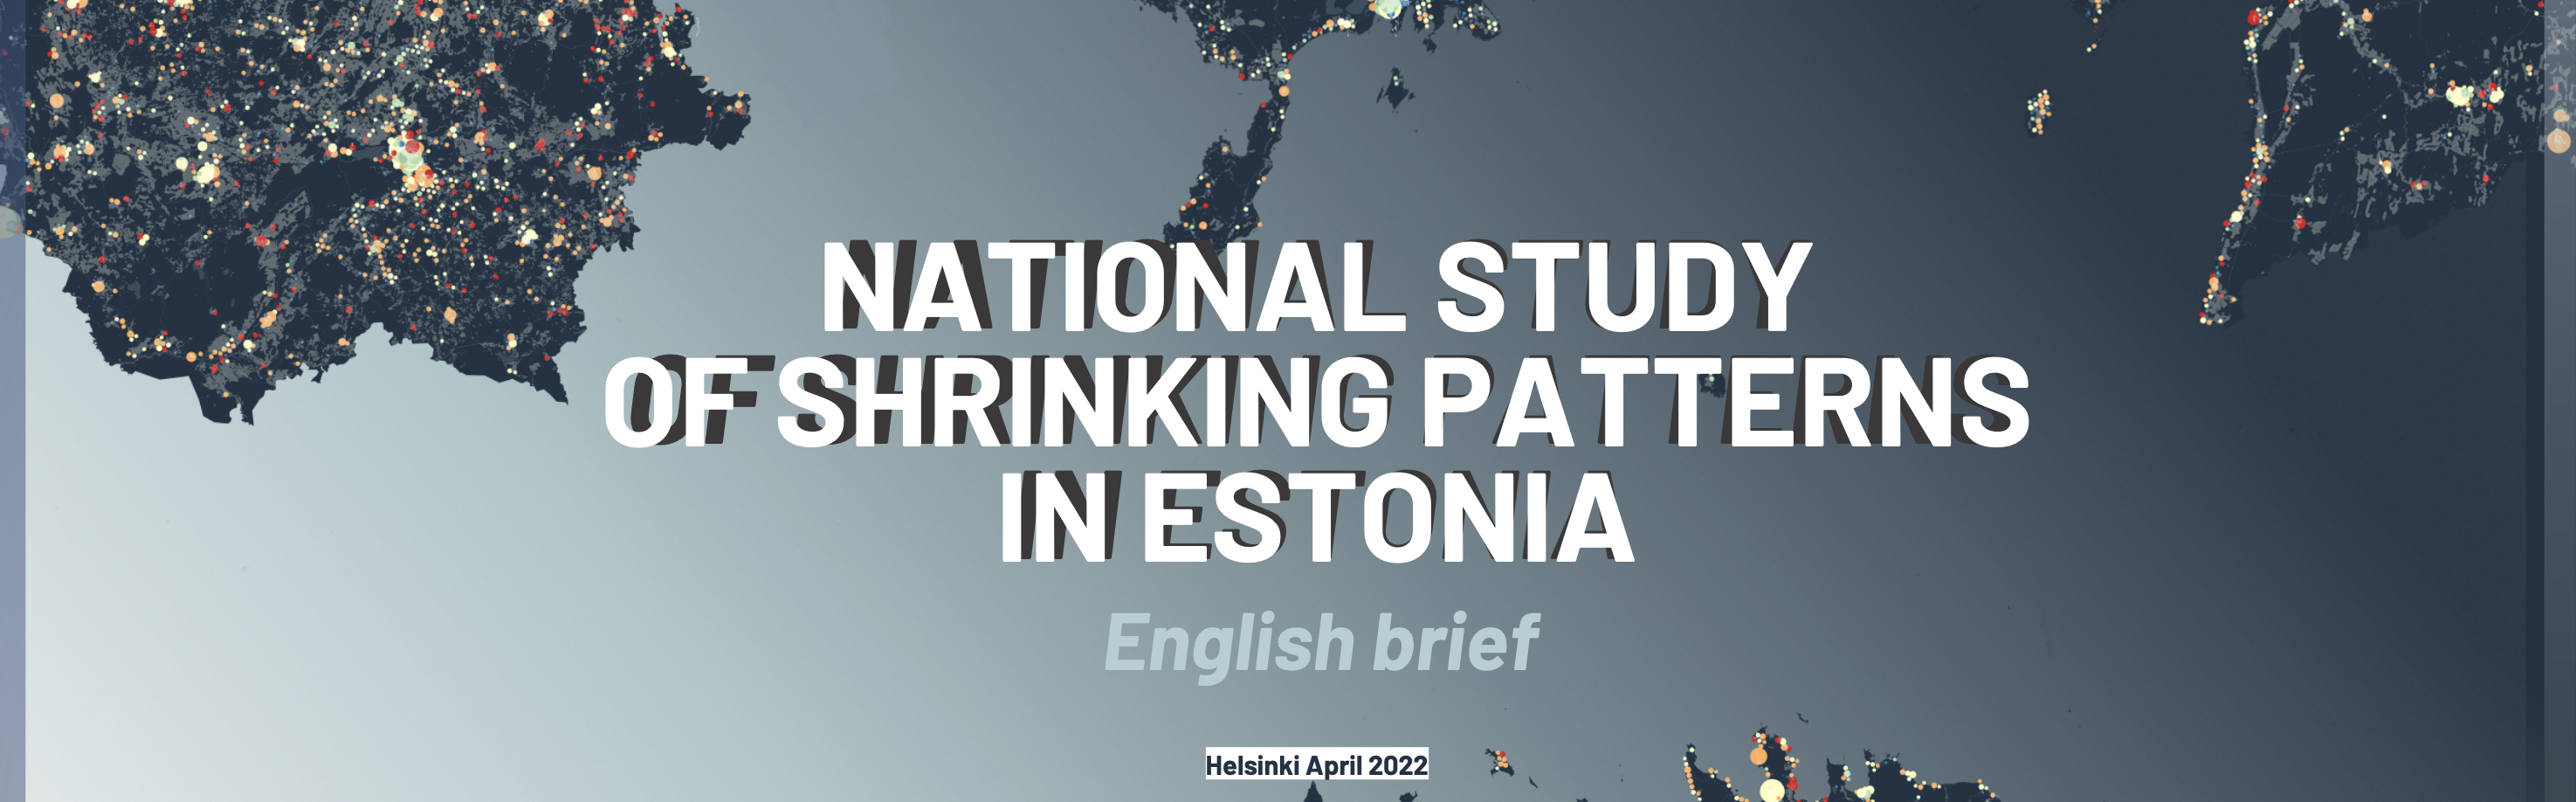 NATIONAL STUDY
OF SHRINKING PATTERNS
IN ESTONIA
English brief
Helsinki April 2022